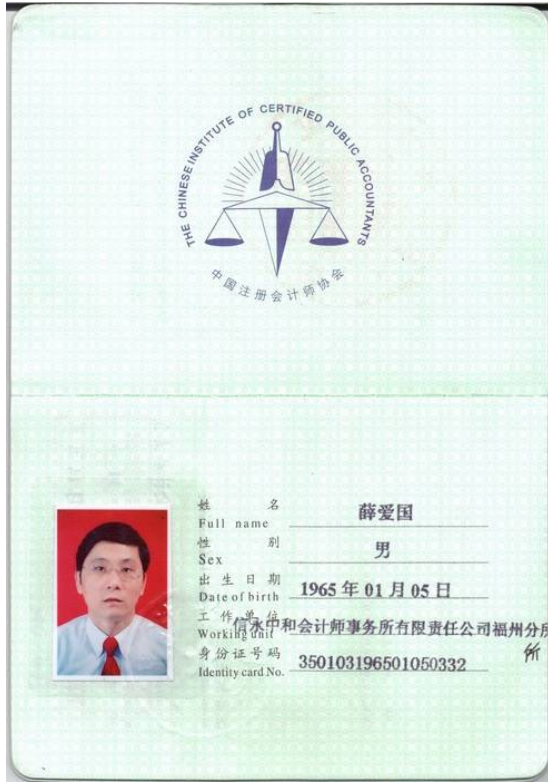 THE CHINESE INSTITUTE OF CERTIFIED PUBLIC ACCOUNTANTS
中国注册会计师协会
姓 名 薛爱国
Full name
性 别 男
Sex
出生日期 1965年01月05日
Date of birth
工作单位 信永中和会计师事务所有限责任公司福州分所
Working unit 所
身份证号码 350103196501050332
Identity card No.